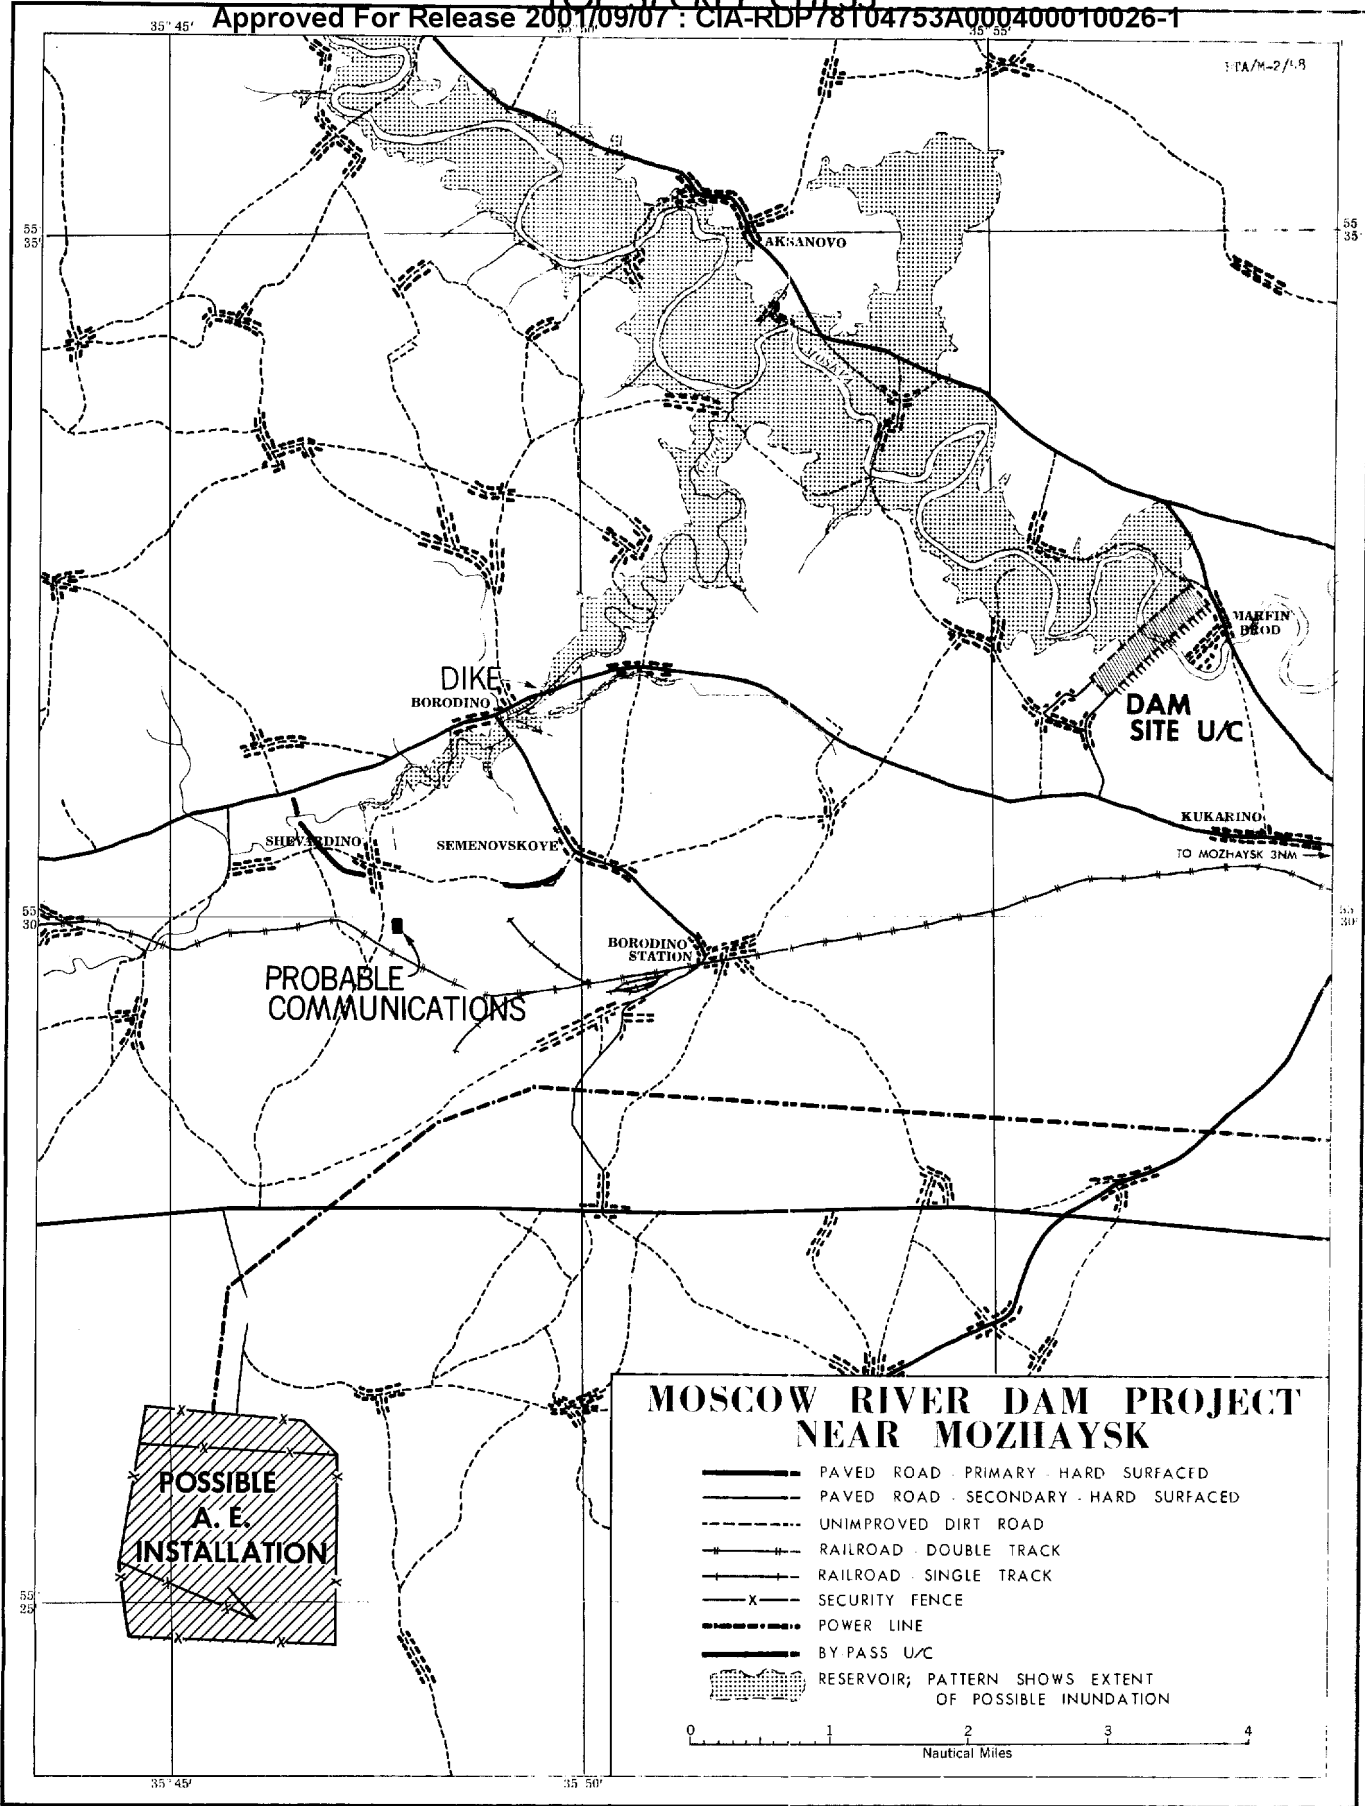 Approved For Release 2001/09/07 : CIA-RDP78T04753A000400010026-1
35°45'
35°50'
35°55'
55
35'
55
35'
AKSANOVO
MARFIN
BROD
DIKE
BORODINO
DAM
SITE U/C
KUKARINO
TO MOZHAYSK 3NM
SHEVARDINO
SEMENOVSKOYE
55
30'
55
30'
BORODINO
STATION
PROBABLE
COMMUNICATIONS
POSSIBLE
A. E.
INSTALLATION
55
25'
MOSCOW RIVER DAM PROJECT
NEAR MOZHAYSK
PAVED ROAD - PRIMARY - HARD SURFACED
PAVED ROAD - SECONDARY - HARD SURFACED
UNIMPROVED DIRT ROAD
RAILROAD - DOUBLE TRACK
RAILROAD - SINGLE TRACK
SECURITY FENCE
POWER LINE
BY-PASS U/C
RESERVOIR; PATTERN SHOWS EXTENT
OF POSSIBLE INUNDATION
0 1 2 3 4
Nautical Miles
35°45'
35°50'